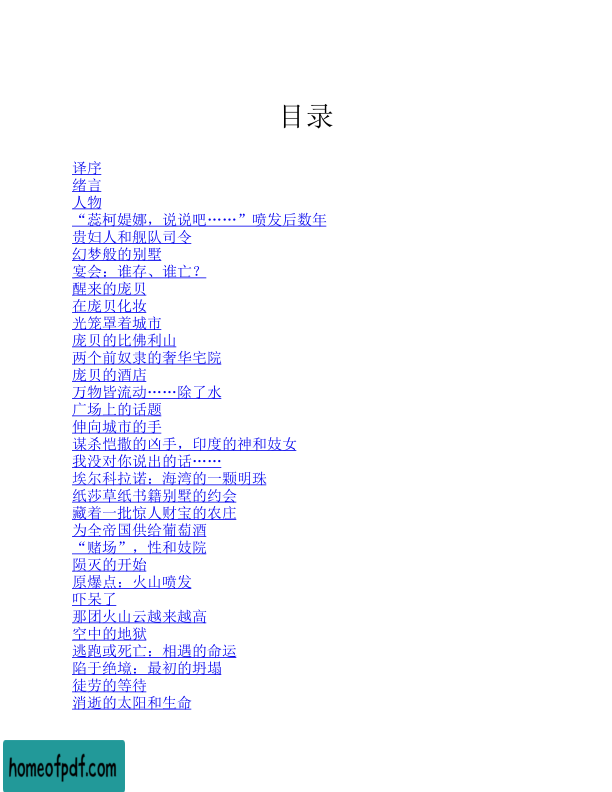 目录
译序
绪言
人物
“蕊柯媞娜，说说吧……”喷发后数年
贵妇人和舰队司令
幻梦般的别墅
宴会：谁存、谁亡？
醒来的庞贝
在庞贝化妆
光笼罩着城市
庞贝的比佛利山
两个前奴隶的奢华宅院
庞贝的酒店
万物皆流动……除了水
广场上的话题
伸向城市的手
谋杀恺撒的凶手，印度的神和妓女
我没对你说出的话……
埃尔科拉诺：海湾的一颗明珠
纸莎草纸书籍别墅的约会
藏着一批惊人财宝的农庄
为全帝国供给葡萄酒
“赌场”，性和妓院
陨灭的开始
原爆点：火山喷发
吓呆了
那团火山云越来越高
空中的地狱
逃跑或死亡：相遇的命运
陷于绝境：最初的坍塌
徒劳的等待
消逝的太阳和生命
homeofpdf.com